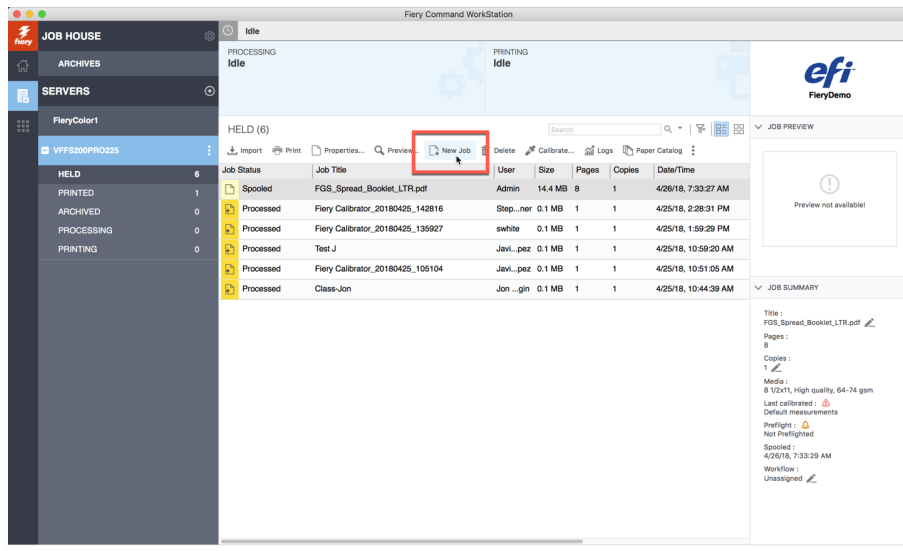 Fiery Command WorkStation
fiery
JOB HOUSE
ARCHIVES
SERVERS
FieryColor1
VFFS200PRO225
HELD 6
PRINTED 1
ARCHIVED 0
PROCESSING 0
PRINTING 0
Idle
PROCESSING
Idle
PRINTING
Idle
efi
FieryDemo
HELD (6)
Search
Import Print Properties... Preview... New Job Delete Calibrate... Logs Paper Catalog
Job Status Job Title User Size Pages Copies Date/Time
Spooled FGS_Spread_Booklet_LTR.pdf Admin 14.4 MB 8 1 4/26/18, 7:33:27 AM
Processed Fiery Calibrator_20180425_142816 Step...ner 0.1 MB 1 1 4/25/18, 2:28:31 PM
Processed Fiery Calibrator_20180425_135927 swhite 0.1 MB 1 1 4/25/18, 1:59:29 PM
Processed Test J Javi...pez 0.1 MB 1 1 4/25/18, 10:59:20 AM
Processed Fiery Calibrator_20180425_105104 Javi...pez 0.1 MB 1 1 4/25/18, 10:51:05 AM
Processed Class-Jon Jon ...gin 0.1 MB 1 1 4/25/18, 10:44:39 AM
JOB PREVIEW
Preview not available!
JOB SUMMARY
Title :
FGS_Spread_Booklet_LTR.pdf
Pages :
8
Copies :
1
Media :
8 1/2x11, High quality, 64-74 gsm
Last calibrated :
Default measurements
Preflight :
Not Preflighted
Spooled :
4/26/18, 7:33:29 AM
Workflow :
Unassigned